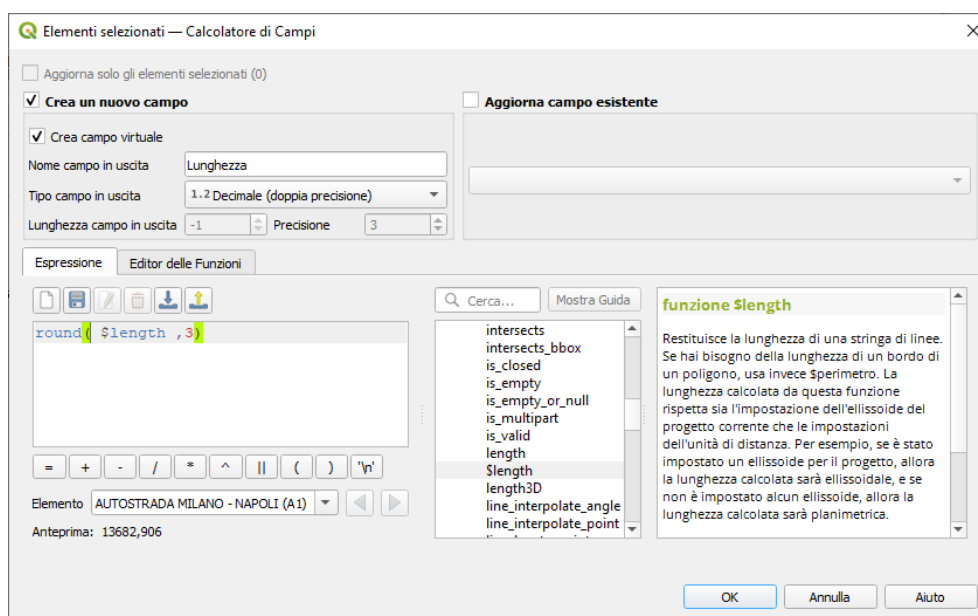 Elementi selezionati — Calcolatore di Campi
Aggiorna solo gli elementi selezionati (0)
Crea un nuovo campo
Aggiorna campo esistente
Crea campo virtuale
Nome campo in uscita
Lunghezza
Tipo campo in uscita
1.2 Decimale (doppia precisione)
Lunghezza campo in uscita
-1
Precisione
3
Espressione
Editor delle Funzioni
round( $length ,3)
= + - / * ^ || ( ) '\n'
Elemento
AUTOSTRADA MILANO - NAPOLI (A1)
Anteprima: 13682,906
Cerca...
Mostra Guida
intersects
intersects_bbox
is_closed
is_empty
is_empty_or_null
is_multipart
is_valid
length
$length
length3D
line_interpolate_angle
line_interpolate_point
funzione $length
Restituisce la lunghezza di una stringa di linee.
Se hai bisogno della lunghezza di un bordo di
un poligono, usa invece $perimetro. La
lunghezza calcolata da questa funzione
rispetta sia l'impostazione dell'ellissoide del
progetto corrente che le impostazioni
dell'unità di distanza. Per esempio, se è stato
impostato un ellissoide per il progetto, allora
la lunghezza calcolata sarà ellissoidale, e se
non è impostato alcun ellissoide, allora la
lunghezza calcolata sarà planimetrica.
OK
Annulla
Aiuto